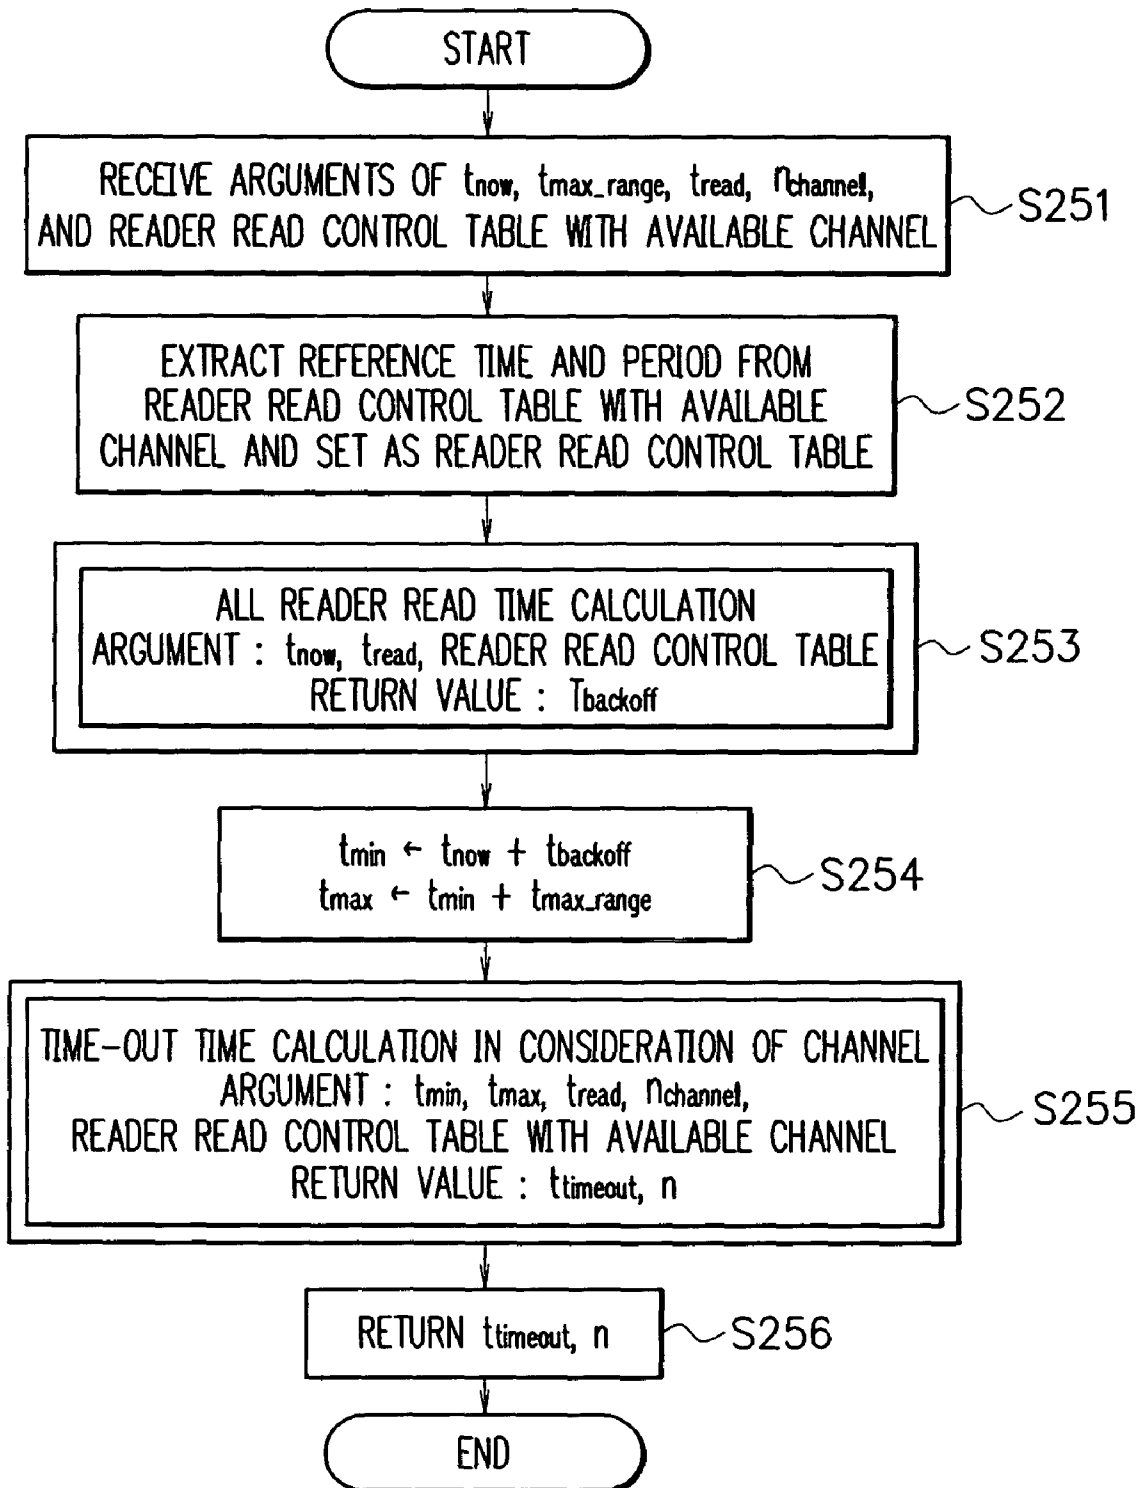 START
RECEIVE ARGUMENTS OF tnow, tmax_range, tread, nchannel,
AND READER READ CONTROL TABLE WITH AVAILABLE CHANNEL
S251
EXTRACT REFERENCE TIME AND PERIOD FROM
READER READ CONTROL TABLE WITH AVAILABLE
CHANNEL AND SET AS READER READ CONTROL TABLE
S252
ALL READER READ TIME CALCULATION
ARGUMENT : tnow, tread, READER READ CONTROL TABLE
RETURN VALUE : Tbackoff
S253
tmin ← tnow + tbackoff
tmax ← tmin + tmax_range
S254
TIME-OUT TIME CALCULATION IN CONSIDERATION OF CHANNEL
ARGUMENT : tmin, tmax, tread, nchannel,
READER READ CONTROL TABLE WITH AVAILABLE CHANNEL
RETURN VALUE : ttimeout, n
S255
RETURN ttimeout, n
S256
END